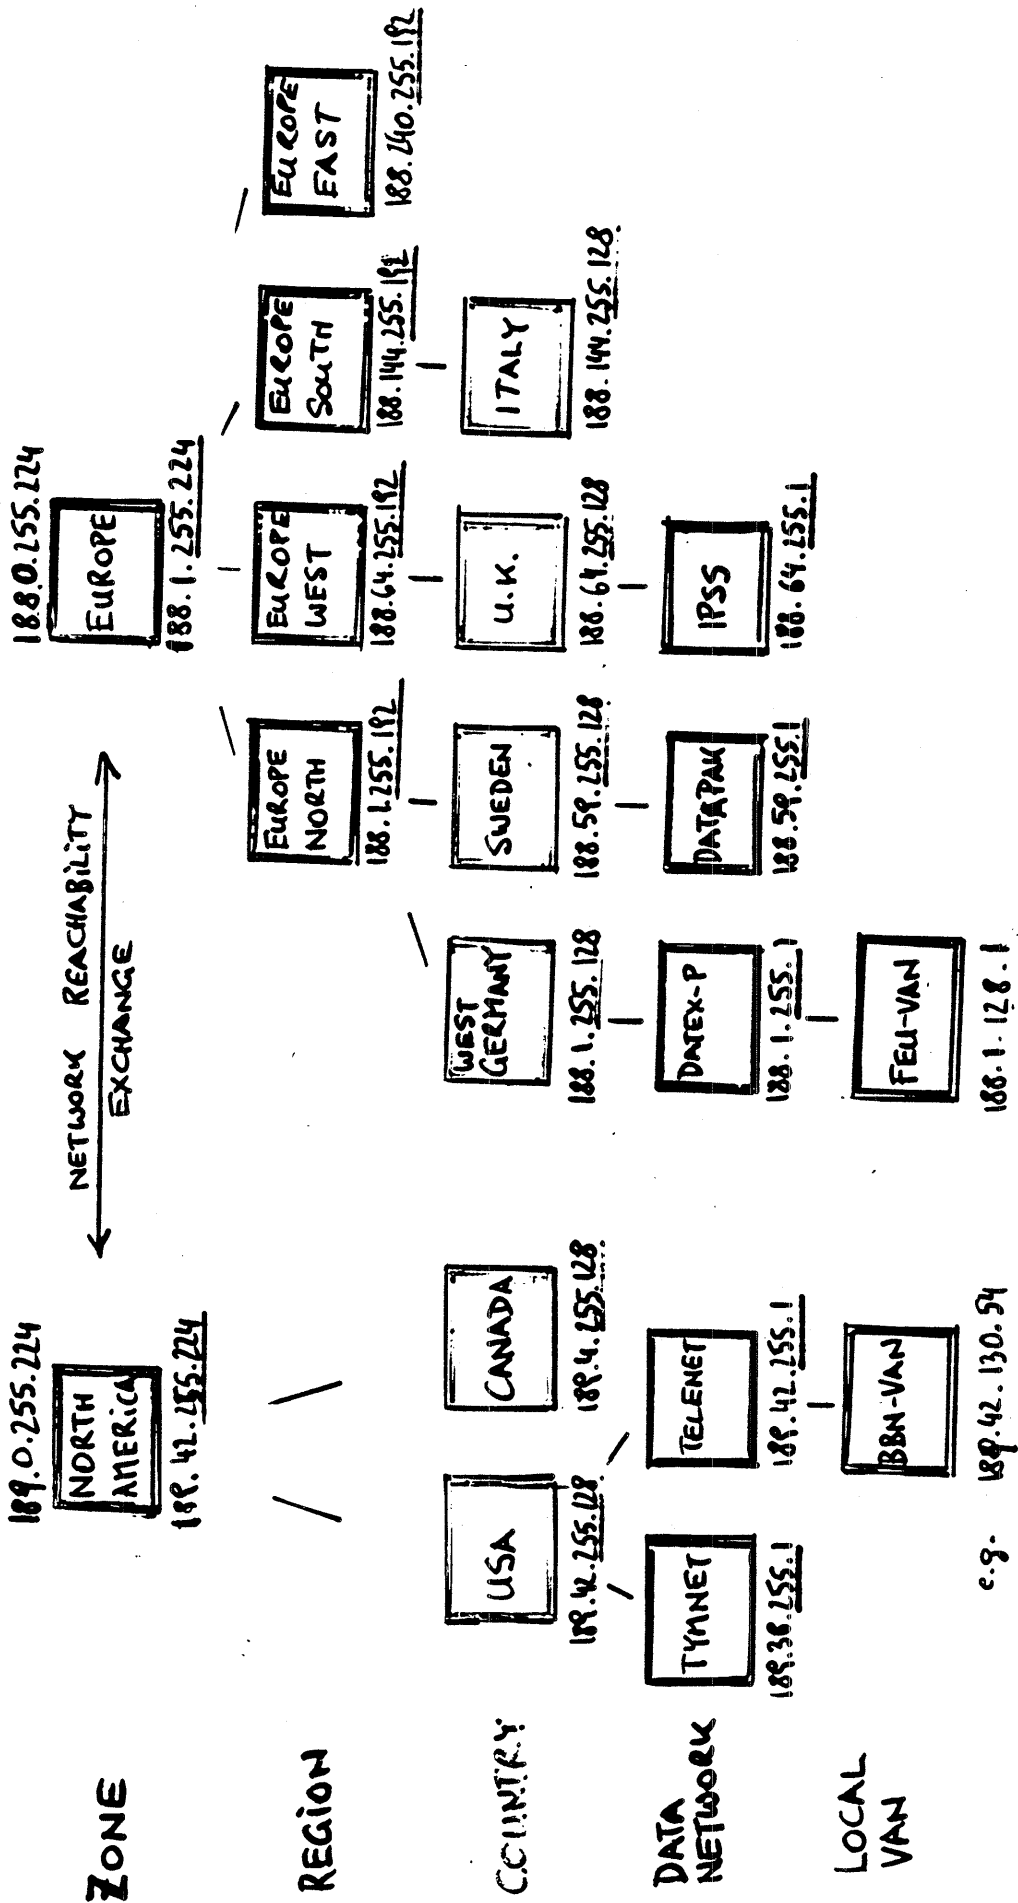 189.0.255.224
188.0.255.224
ZONE
NORTH
AMERICA
NETWORK REACHABILITY
EXCHANGE
EUROPE
189.42.255.224
188.1.255.224
REGION
EUROPE
NORTH
EUROPE
WEST
EUROPE
SOUTH
EUROPE
EAST
188.1.255.192
188.64.255.192
188.144.255.192
188.240.255.192
COUNTRY
USA
CANADA
WEST
GERMANY
SWEDEN
U.K.
ITALY
189.42.255.128
189.4.255.128
188.1.255.128
188.59.255.128
188.64.255.128
188.144.255.128
DATA
NETWORK
TYMNET
TELENET
DATEX-P
DATAPAK
IPSS
189.38.255.1
189.42.255.1
188.1.255.1
188.59.255.1
188.64.255.1
LOCAL
VAN
BBN-VAN
FEU-VAN
e.g. 189.42.130.54
188.1.128.1